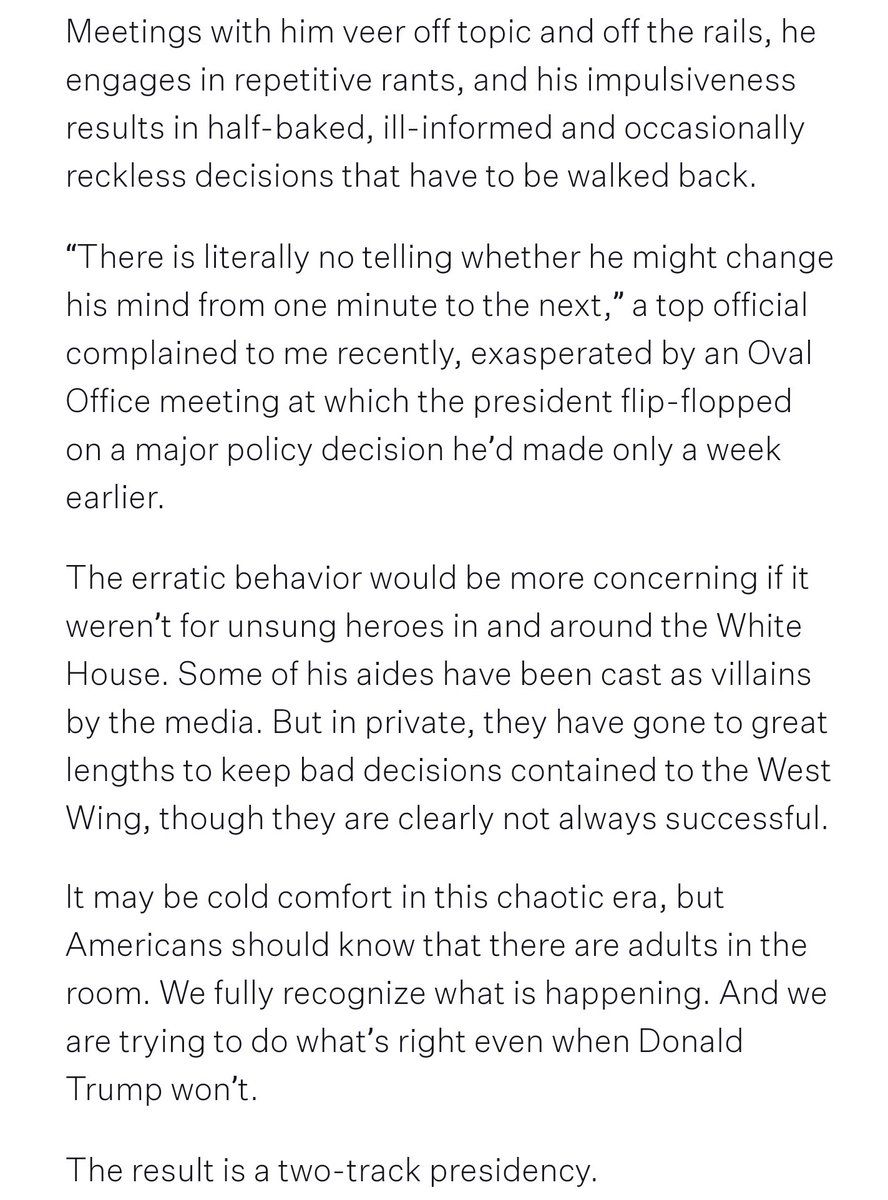 Meetings with him veer off topic and off the rails, he
engages in repetitive rants, and his impulsiveness
results in half-baked, ill-informed and occasionally
reckless decisions that have to be walked back.
“There is literally no telling whether he might change
his mind from one minute to the next,” a top official
complained to me recently, exasperated by an Oval
Office meeting at which the president flip-flopped
on a major policy decision he’d made only a week
earlier.
The erratic behavior would be more concerning if it
weren’t for unsung heroes in and around the White
House. Some of his aides have been cast as villains
by the media. But in private, they have gone to great
lengths to keep bad decisions contained to the West
Wing, though they are clearly not always successful.
It may be cold comfort in this chaotic era, but
Americans should know that there are adults in the
room. We fully recognize what is happening. And we
are trying to do what’s right even when Donald
Trump won’t.
The result is a two-track presidency.